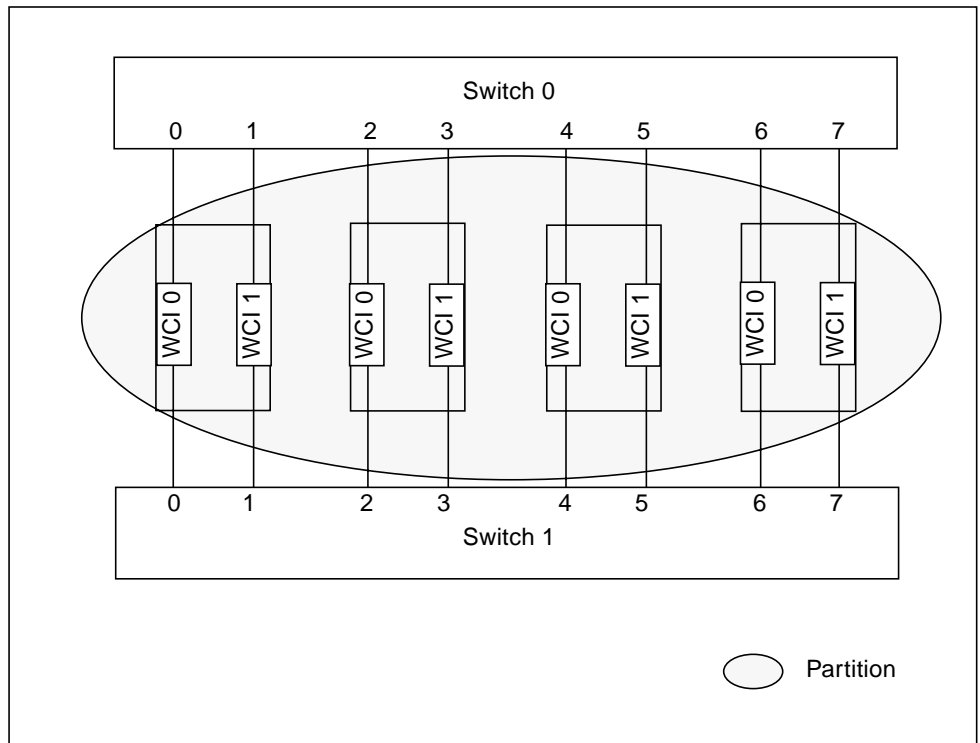 Switch 0
0 1 2 3 4 5 6 7
WCI 0 WCI 1 WCI 0 WCI 1 WCI 0 WCI 1 WCI 0 WCI 1
0 1 2 3 4 5 6 7
Switch 1
Partition